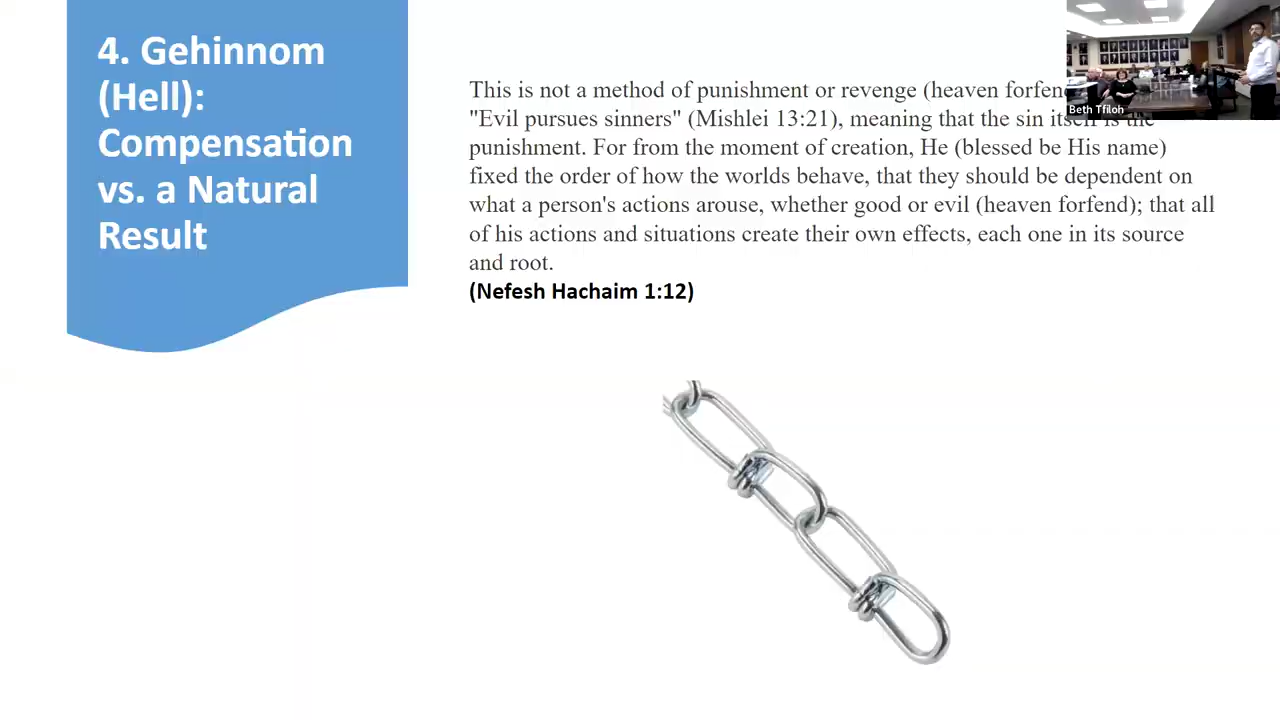 4. Gehinnom
(Hell):
Compensation
vs. a Natural
Result
This is not a method of punishment or revenge (heaven forfend
"Evil pursues sinners" (Mishlei 13:21), meaning that the sin itself is the
punishment. For from the moment of creation, He (blessed be His name)
fixed the order of how the worlds behave, that they should be dependent on
what a person's actions arouse, whether good or evil (heaven forfend); that all
of his actions and situations create their own effects, each one in its source
and root.
(Nefesh Hachaim 1:12)
Beth Tfiloh